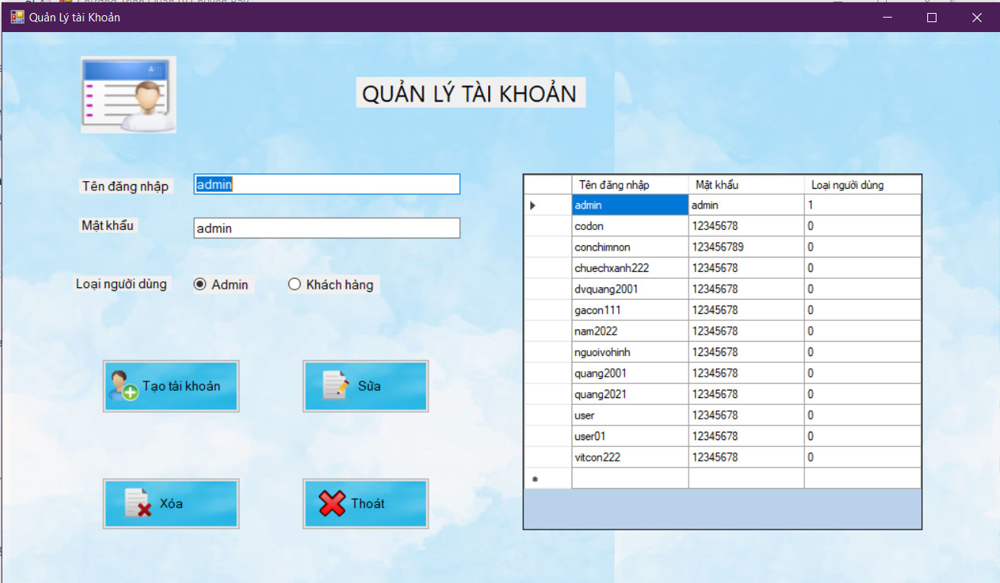 Quản Lý tài Khoản
QUẢN LÝ TÀI KHOẢN
Tên đăng nhập admin
Mật khẩu admin
Loại người dùng Admin Khách hàng
Tạo tài khoản Sửa
Xóa Thoát
Tên đăng nhập Mật khẩu Loại người dùng
admin admin 1
codon 12345678 0
conchimnon 123456789 0
chuechxanh222 12345678 0
dvquang2001 12345678 0
gacon111 12345678 0
nam2022 12345678 0
nguoivohinh 12345678 0
quang2001 12345678 0
quang2021 12345678 0
user 12345678 0
user01 12345678 0
vitcon222 12345678 0